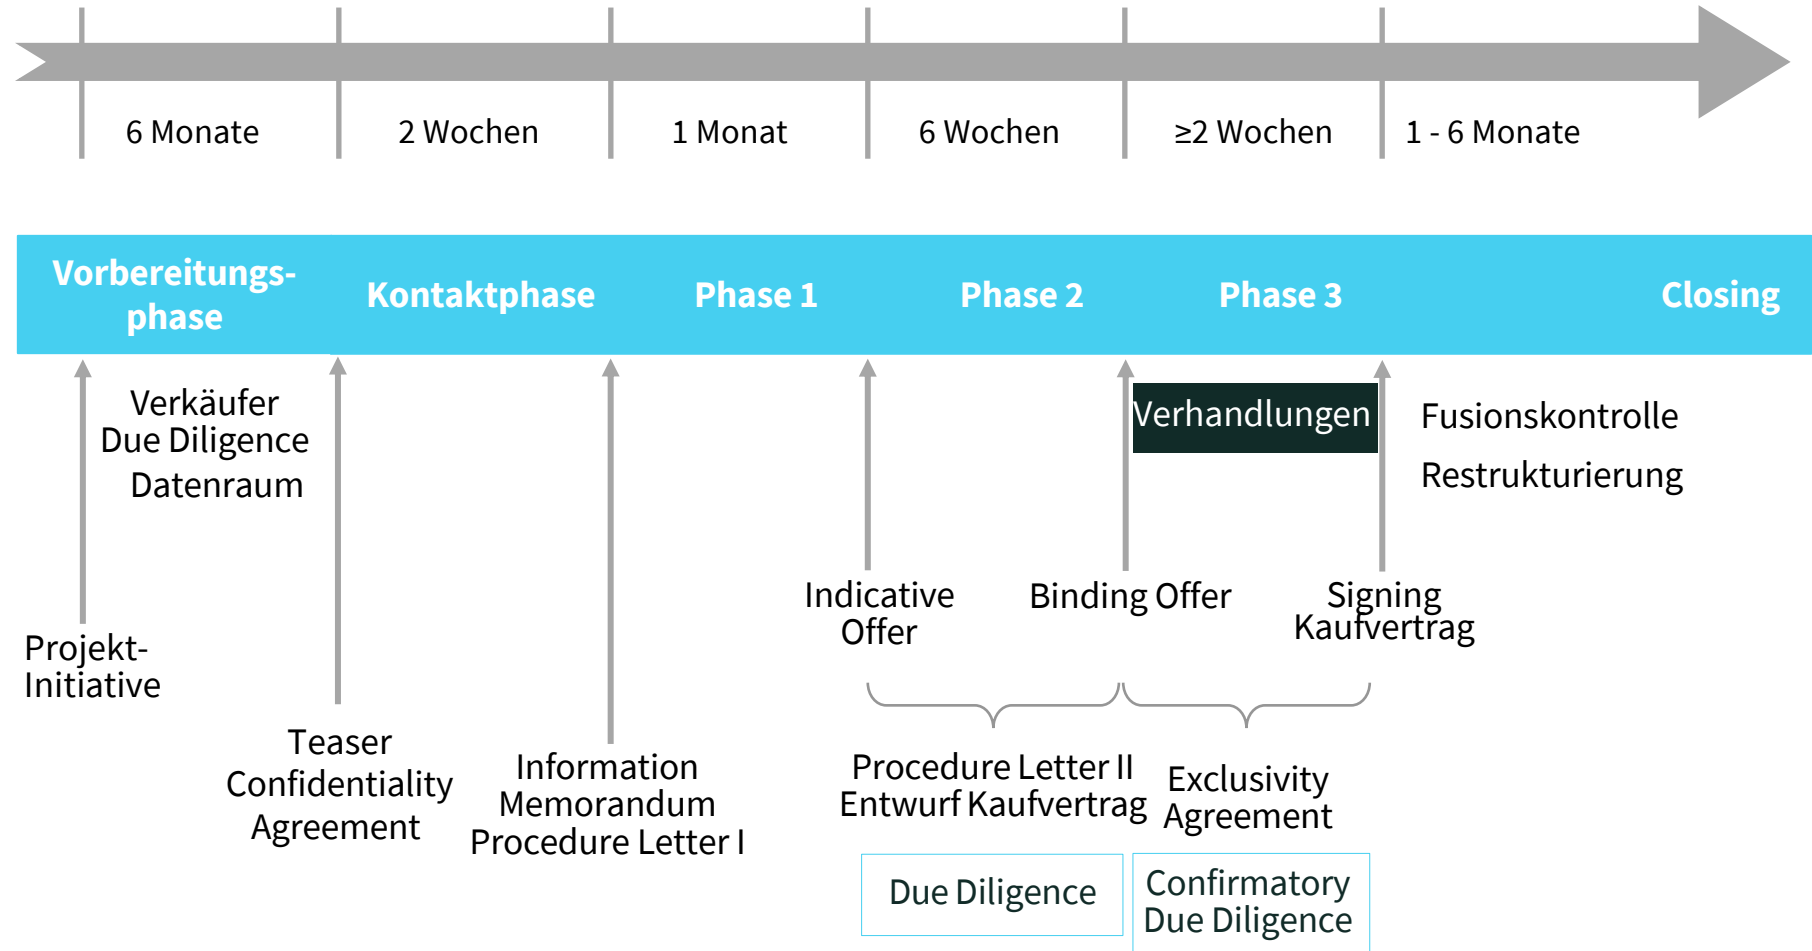 6 Monate
2 Wochen
1 Monat
6 Wochen
≥2 Wochen
1 - 6 Monate
Vorbereitungs-
phase
Kontaktphase
Phase 1
Phase 2
Phase 3
Closing
Verkäufer
Due Diligence
Datenraum
Verhandlungen
Fusionskontrolle
Restrukturierung
Projekt-
Initiative
Teaser
Confidentiality
Agreement
Information
Memorandum
Procedure Letter I
Indicative
Offer
Binding Offer
Signing
Kaufvertrag
Procedure Letter II
Entwurf Kaufvertrag
Exclusivity
Agreement
Due Diligence
Confirmatory
Due Diligence